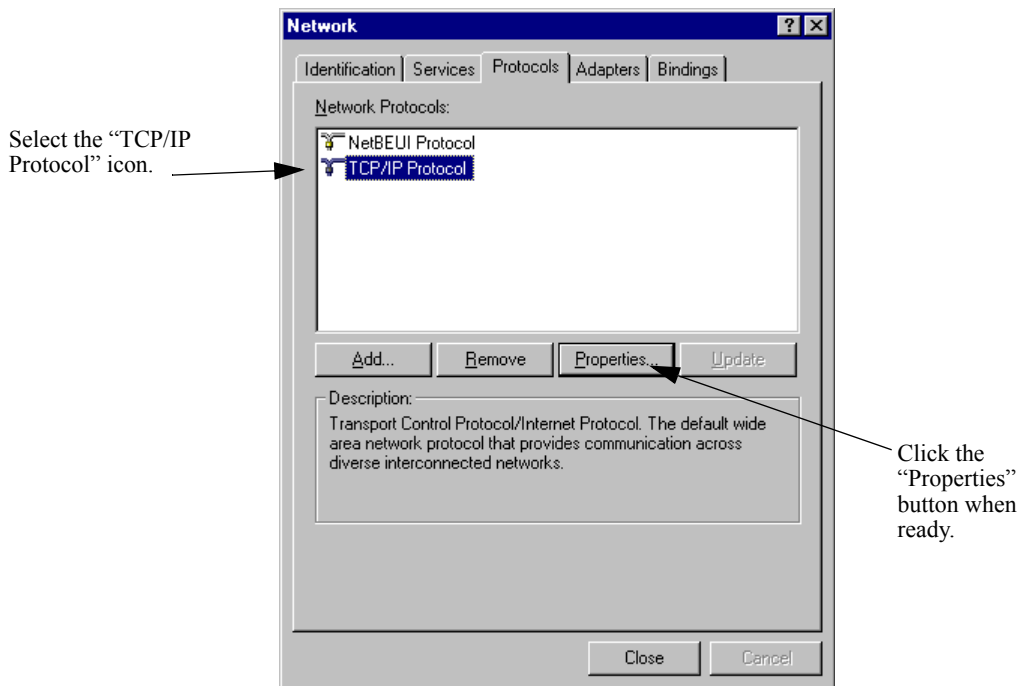 Network
Identification Services Protocols Adapters Bindings
Network Protocols:
NetBEUI Protocol
TCP/IP Protocol
Select the “TCP/IP
Protocol” icon.
Add... Remove Properties... Update
Description:
Transport Control Protocol/Internet Protocol. The default wide
area network protocol that provides communication across
diverse interconnected networks.
Click the
“Properties”
button when
ready.
Close Cancel